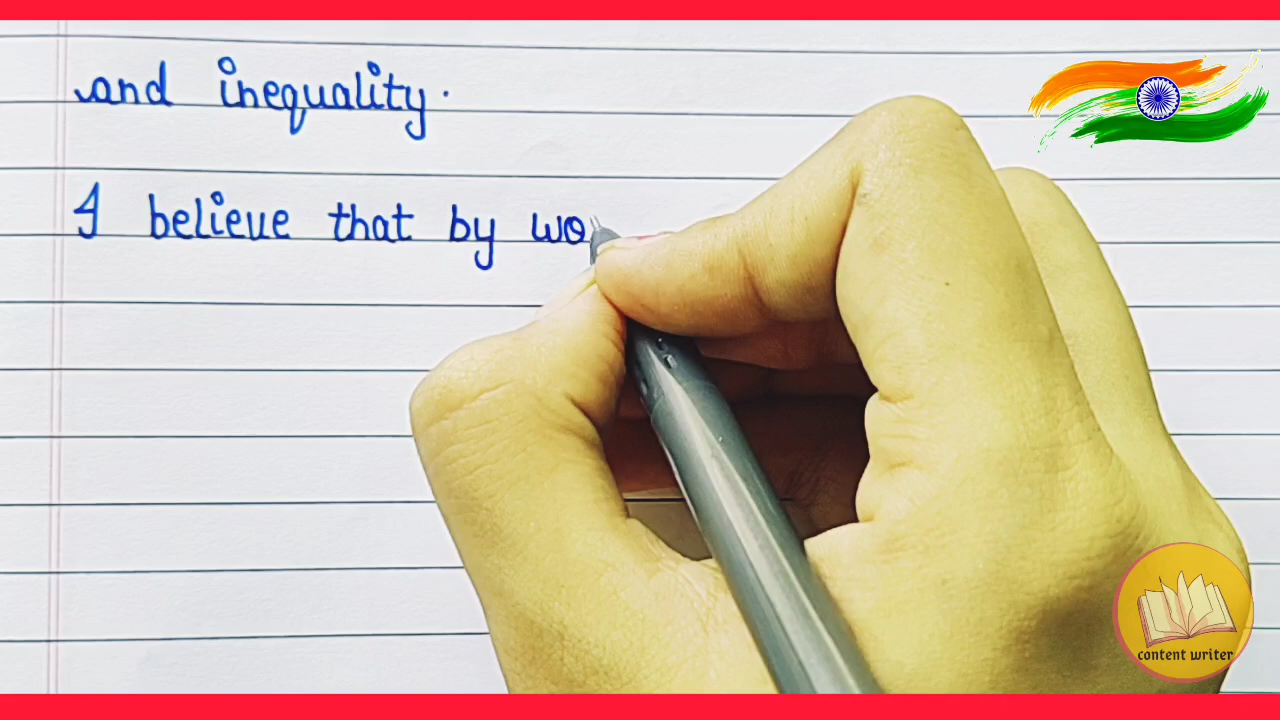 and inequality.
I believe that by wo
content writer